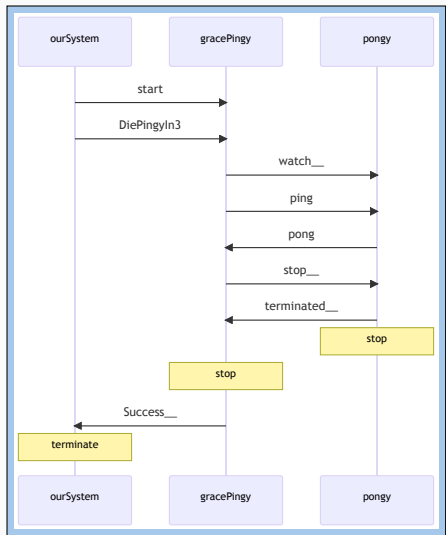 ourSystem gracePingy pongy
start
DiePingyIn3
watch__
ping
pong
stop__
terminated__
stop
stop
Success__
terminate
ourSystem gracePingy pongy